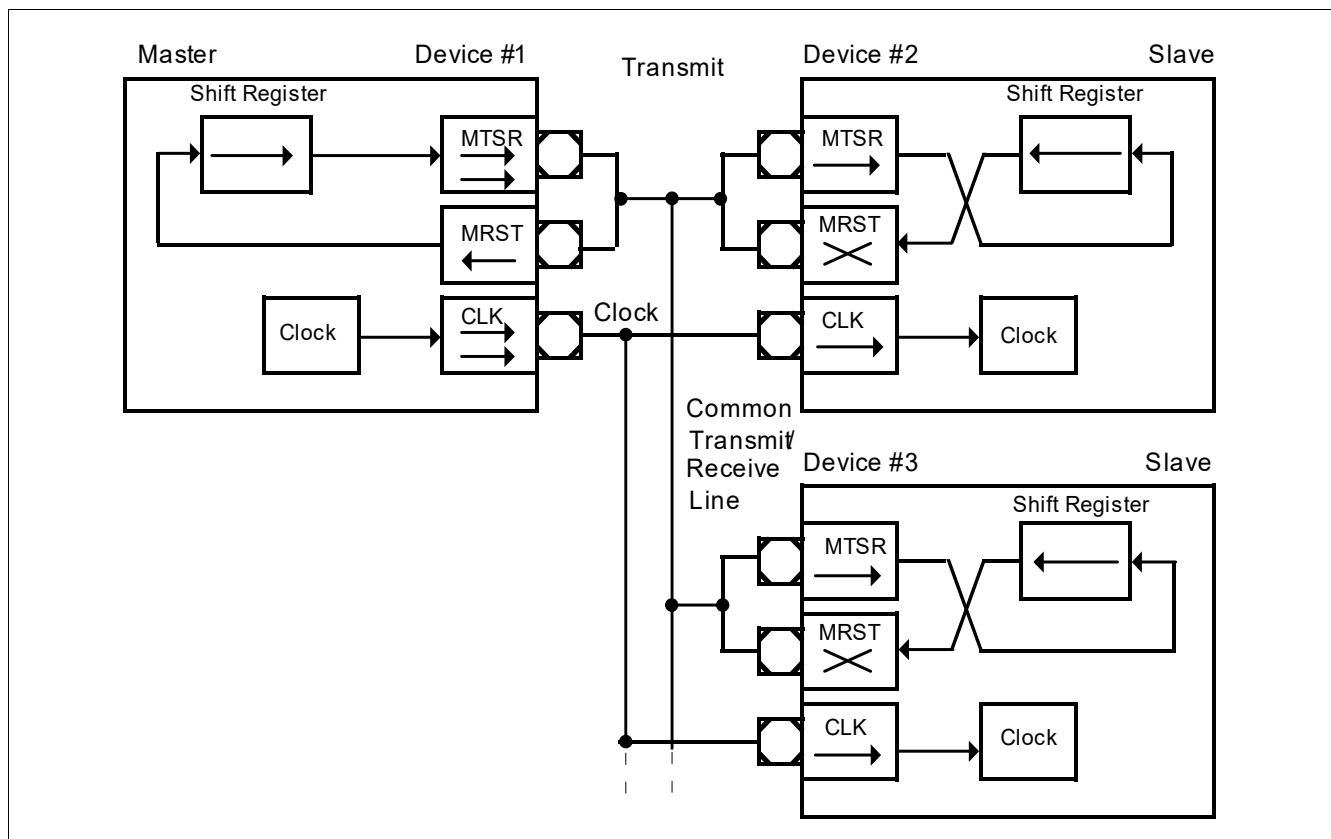 Master
Device #1
Transmit
Device #2
Slave
Shift Register
MTSR
MRST
CLK
Clock
Clock
MTSR
MRST
CLK
Shift Register
Clock
Common
Transmit/
Receive
Line
Device #3
Slave
Shift Register
MTSR
MRST
CLK
Clock